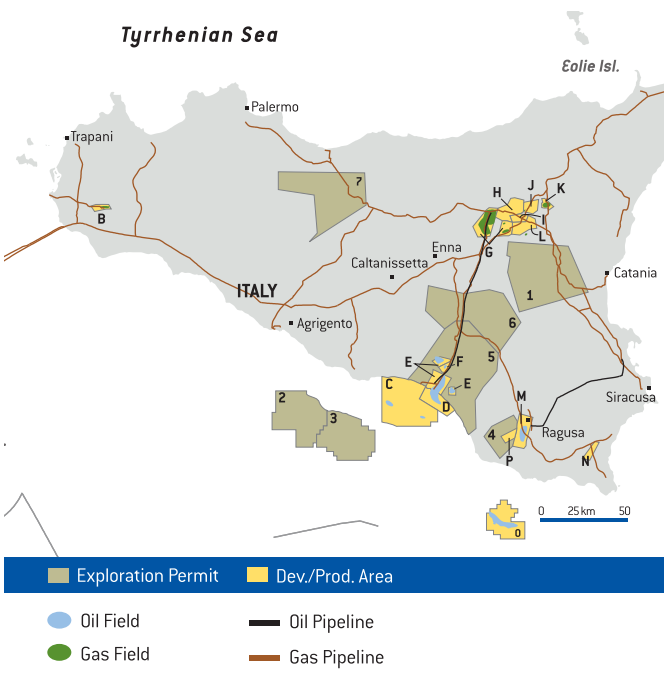 Tyrrhenian Sea
Eolie Isl.
Palermo
Trapani
7
J
K
H
B
I
L
G
Enna
Caltanissetta
Catania
ITALY
1
Agrigento
6
5
E
F
C
E
Siracusa
2
M
D
3
4
Ragusa
P
N
0 25 km 50
O
Exploration Permit
Dev./Prod. Area
Oil Field
Oil Pipeline
Gas Field
Gas Pipeline